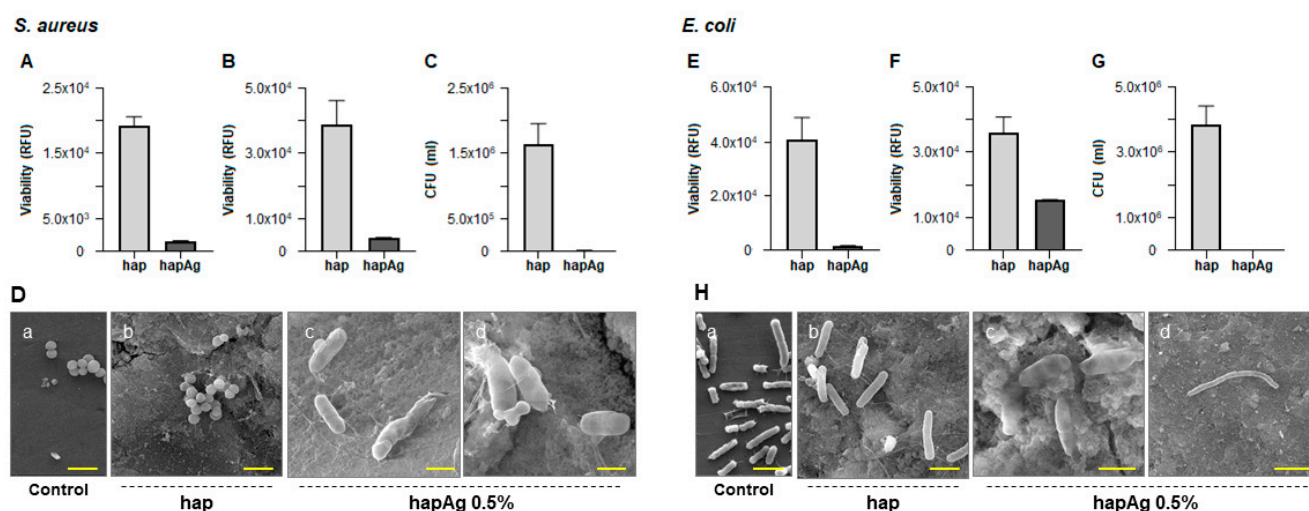 S. aureus
E. coli
A
B
C
E
F
G
2.5x10⁴
1.5x10⁴
5.0x10³
0
Viability (RFU)
hap hapAg
5.0x10⁴
3.0x10⁴
1.0x10⁴
0
Viability (RFU)
hap hapAg
2.5x10⁶
1.5x10⁶
5.0x10⁵
0
CFU (ml)
hap hapAg
6.0x10⁴
4.0x10⁴
2.0x10⁴
0
Viability (RFU)
hap hapAg
5.0x10⁴
3.0x10⁴
1.0x10⁴
0
Viability (RFU)
hap hapAg
5.0x10⁶
3.0x10⁶
1.0x10⁶
0
CFU (ml)
hap hapAg
D
a
b
c
d
Control
hap
hapAg 0.5%
H
a
b
c
d
Control
hap
hapAg 0.5%